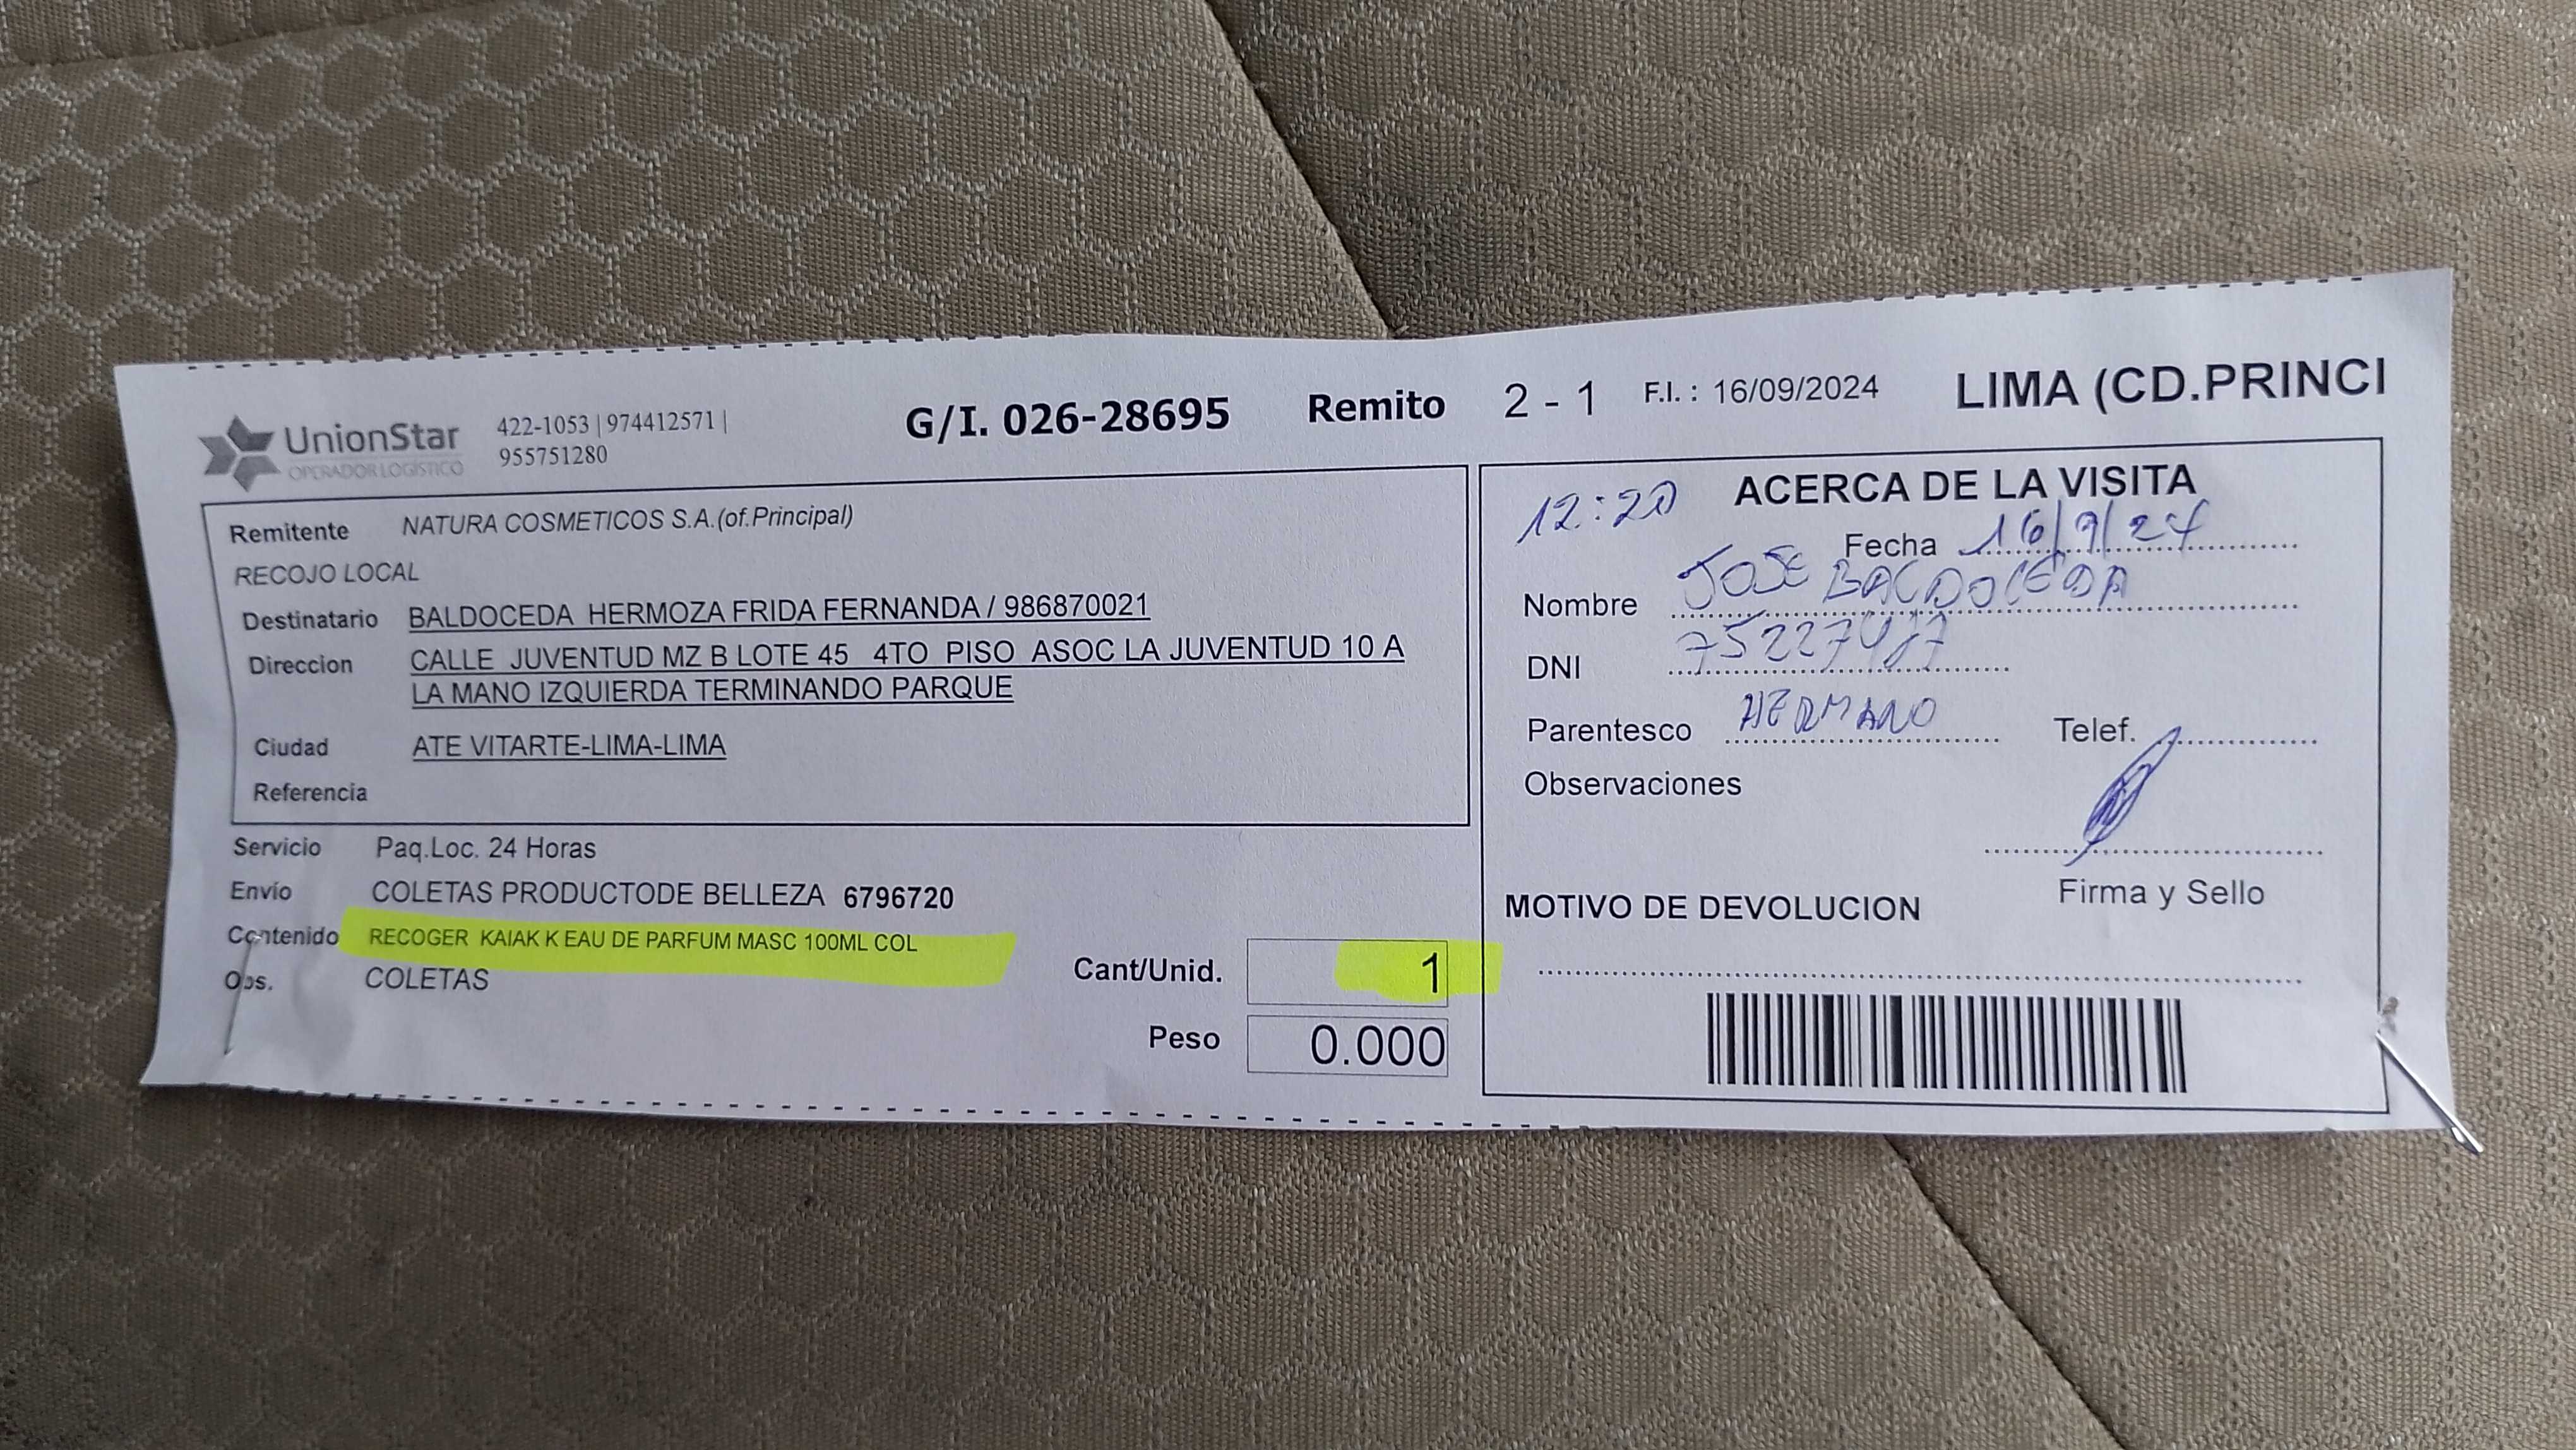 UnionStar
OPERADOR LOGÍSTICO
422-1053 | 974412571 |
955751280
G/I. 026-28695 Remito 2 - 1 F.I. : 16/09/2024 LIMA (CD.PRINCI
Remitente NATURA COSMETICOS S.A.(of.Principal)
RECOJO LOCAL
Destinatario BALDOCEDA HERMOZA FRIDA FERNANDA / 986870021
Direccion CALLE JUVENTUD MZ B LOTE 45 4TO PISO ASOC LA JUVENTUD 10 A
LA MANO IZQUIERDA TERMINANDO PARQUE
Ciudad ATE VITARTE-LIMA-LIMA
Referencia
Servicio Paq.Loc. 24 Horas
Envío COLETAS PRODUCTODE BELLEZA 6796720
Contenido RECOGER KAIAK K EAU DE PARFUM MASC 100ML COL
Obs. COLETAS
Cant/Unid. 1
Peso 0.000
ACERCA DE LA VISITA
12:20
Fecha 16/9/24
Nombre JOSE BALDOCEDA
DNI
Parentesco HERMANO Telef.
Observaciones
Firma y Sello
MOTIVO DE DEVOLUCION